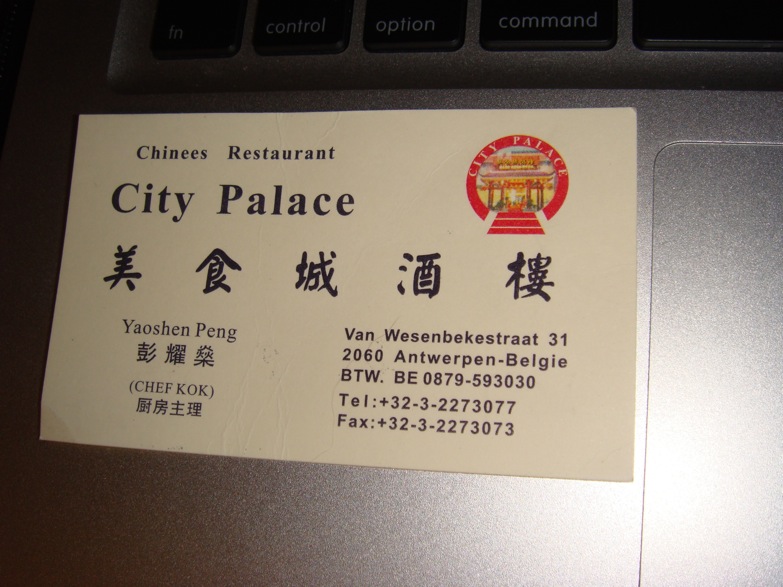 fn control option command
Chinees Restaurant
City Palace
CITY PALACE
美食城酒樓
Yaoshen Peng
彭耀燊
(CHEF KOK)
厨房主理
Van Wesenbekestraat 31
2060 Antwerpen-Belgie
BTW. BE 0879-593030
Tel:+32-3-2273077
Fax:+32-3-2273073